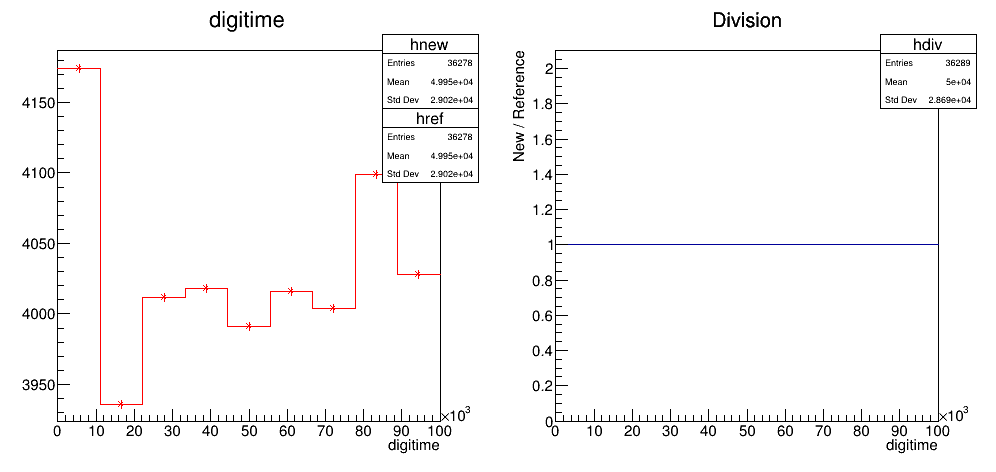 digitime
hnew
Entries 36278
Mean 4.995e+04
Std Dev 2.902e+04
href
Entries 36278
Mean 4.995e+04
Std Dev 2.902e+04
4150
4100
4050
4000
3950
0 10 20 30 40 50 60 70 80 90 100
×10³
digitime
Division
hdiv
Entries 36289
Mean 5e+04
Std Dev 2.869e+04
New / Reference
2
1.8
1.6
1.4
1.2
1
0.8
0.6
0.4
0.2
0
0 10 20 30 40 50 60 70 80 90 100
×10³
digitime